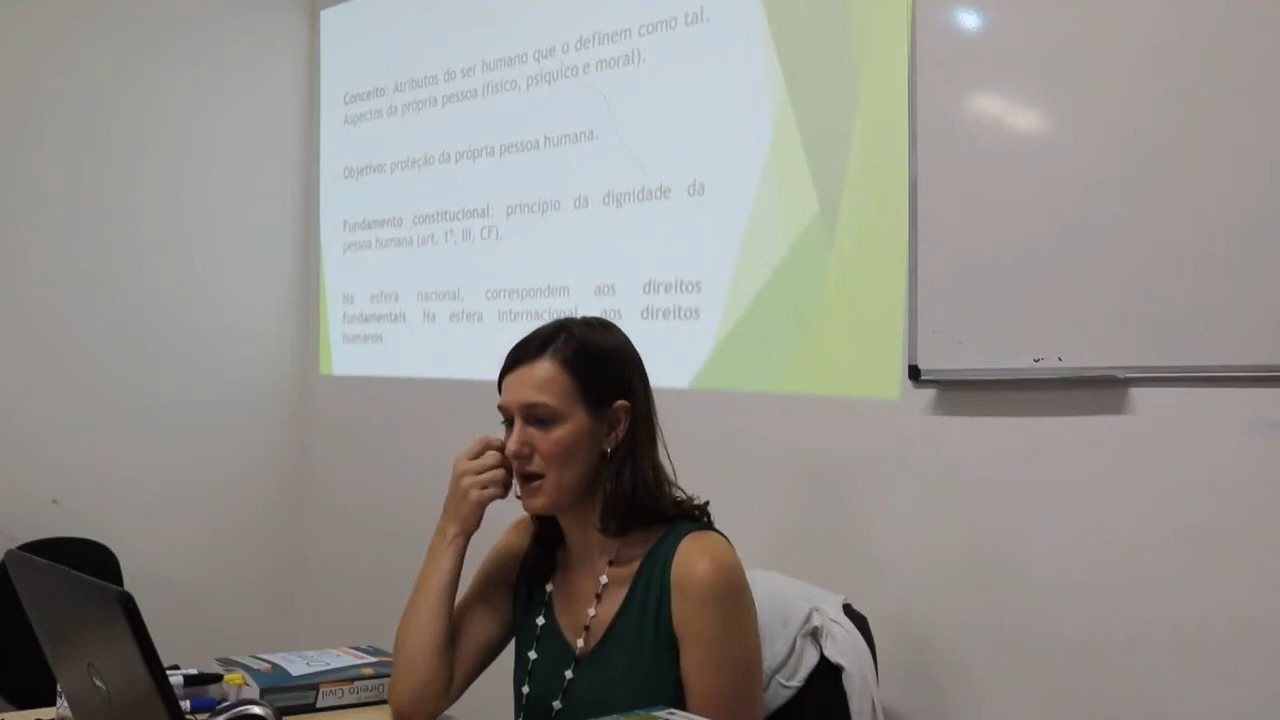 Conceito: Atributos do ser humano que o definem como tal.
Aspectos da própria pessoa (físico, psíquico e moral).
Objetivo: proteção da própria pessoa humana.
Fundamento constitucional: princípio da dignidade da
pessoa humana (art. 1º, III, CF).
Na esfera nacional, correspondem aos direitos
fundamentais. Na esfera internacional, aos direitos
humanos
Direito Civil